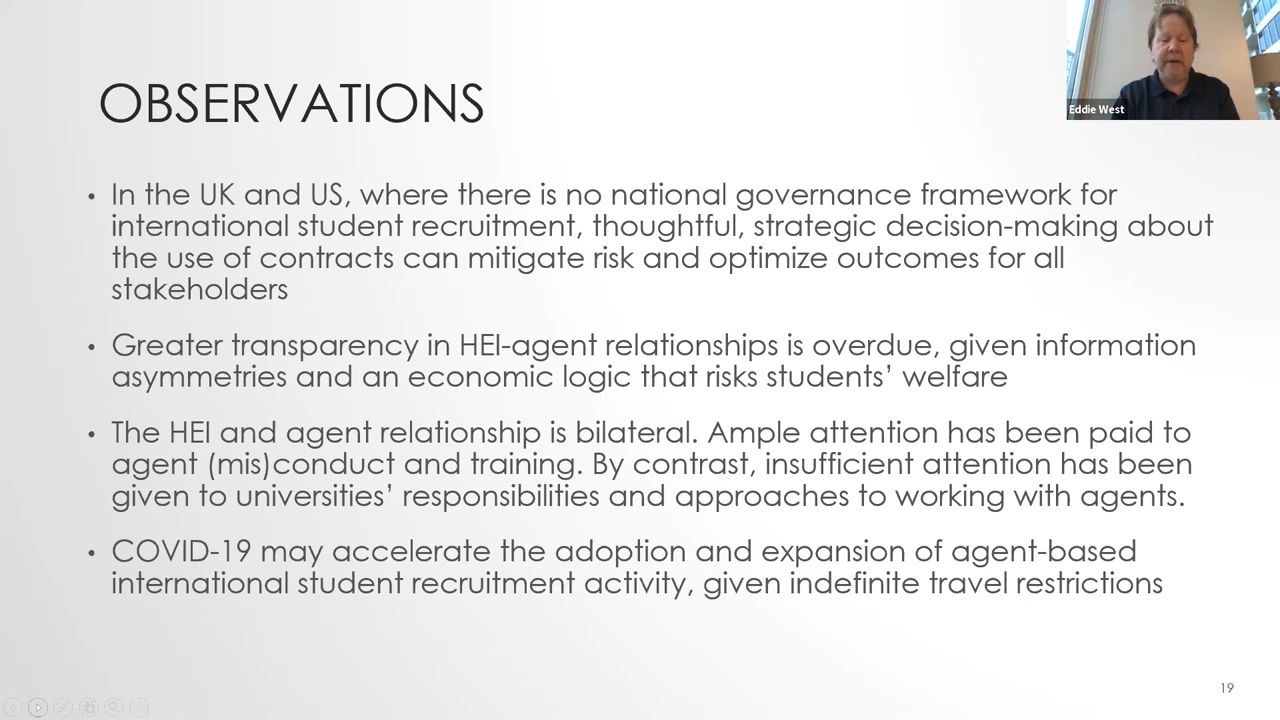 Eddie West
OBSERVATIONS
• In the UK and US, where there is no national governance framework for
international student recruitment, thoughtful, strategic decision-making about
the use of contracts can mitigate risk and optimize outcomes for all
stakeholders
• Greater transparency in HEI-agent relationships is overdue, given information
asymmetries and an economic logic that risks students’ welfare
• The HEI and agent relationship is bilateral. Ample attention has been paid to
agent (mis)conduct and training. By contrast, insufficient attention has been
given to universities’ responsibilities and approaches to working with agents.
• COVID-19 may accelerate the adoption and expansion of agent-based
international student recruitment activity, given indefinite travel restrictions
19